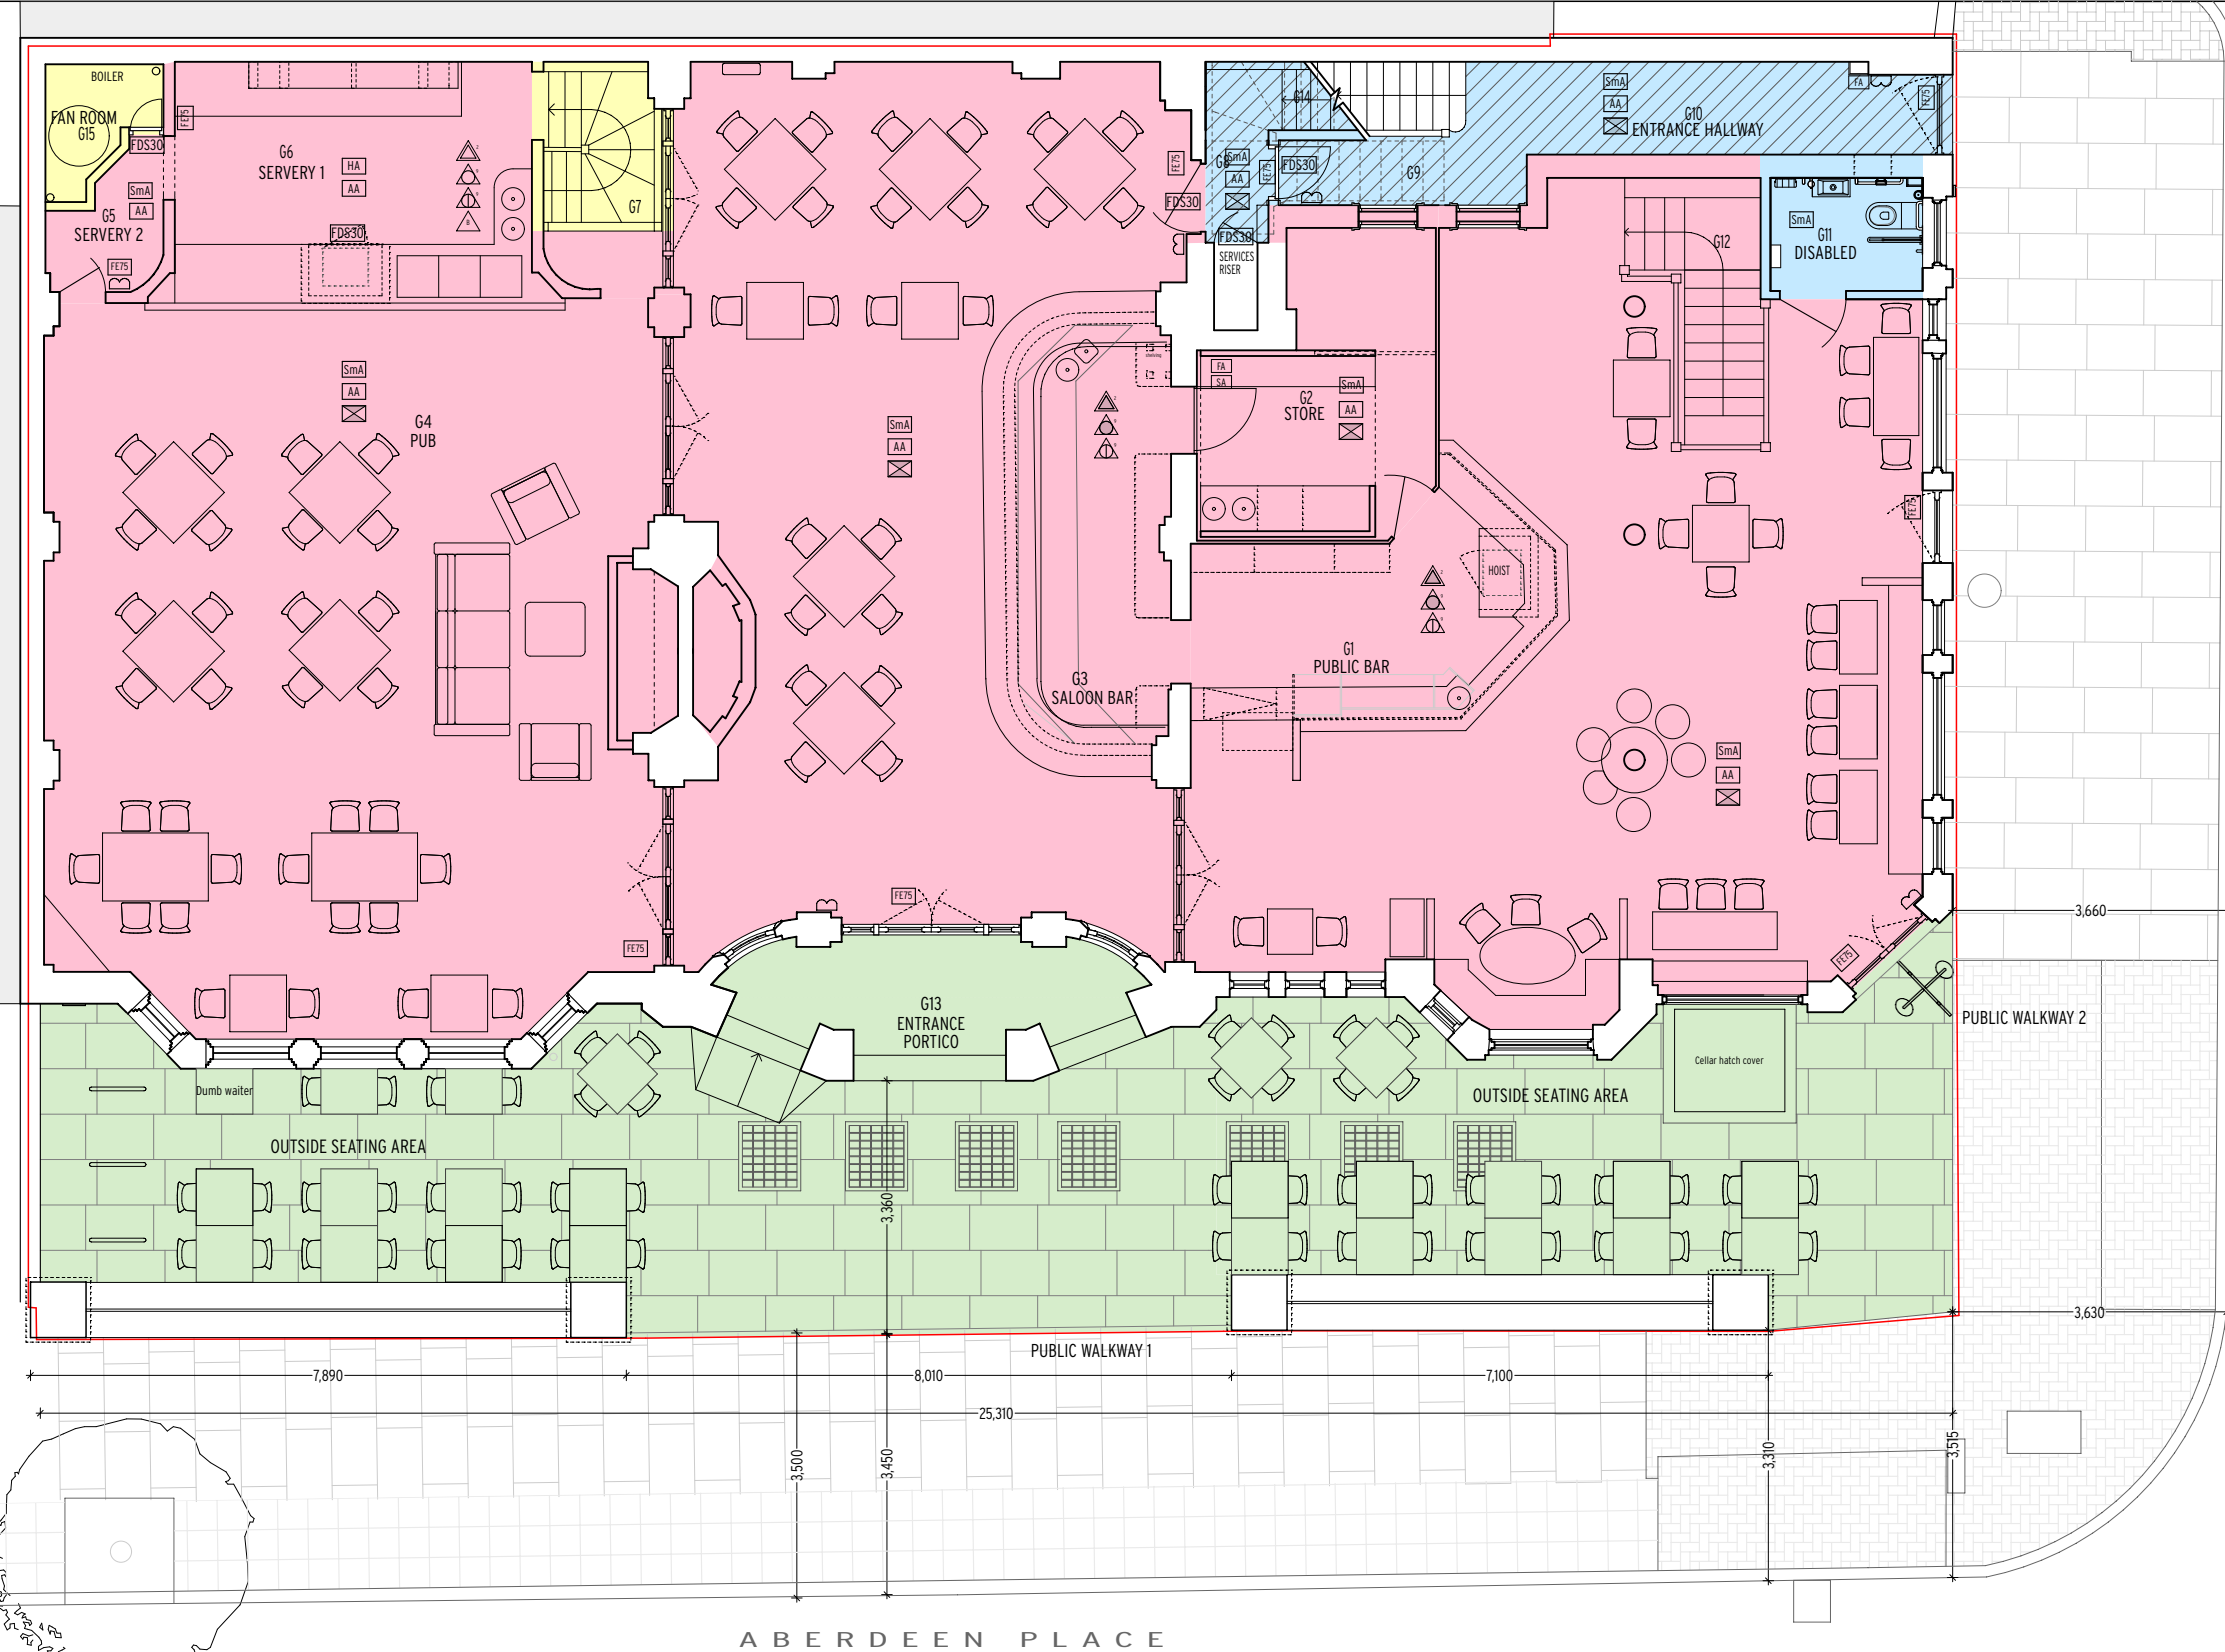 BOILER
FAN ROOM
G15
FDS30
FE75
G6
SERVERY 1
HA
AA
SmA
AA
G5
SERVERY 2
FE75
FDS30
G7
SmA
AA
G4
PUB
FE75
FDS30
G8
SmA
AA
FE75
FDS30
FDS30
SERVICES
RISER
G14
G9
SmA
AA
G10
ENTRANCE HALLWAY
FA
FE75
SmA
G11
DISABLED
G12
FA
SA
G2
STORE
SmA
AA
SmA
AA
FE75
HOIST
G1
PUBLIC BAR
G3
SALOON BAR
SmA
AA
FE75
FE75
FE75
3,660
G13
ENTRANCE
PORTICO
PUBLIC WALKWAY 2
Cellar hatch cover
Dumb waiter
OUTSIDE SEATING AREA
OUTSIDE SEATING AREA
3,360
3,630
PUBLIC WALKWAY 1
7,890
8,010
7,100
25,310
3,500
3,450
3,310
3,515
ABERDEEN PLACE